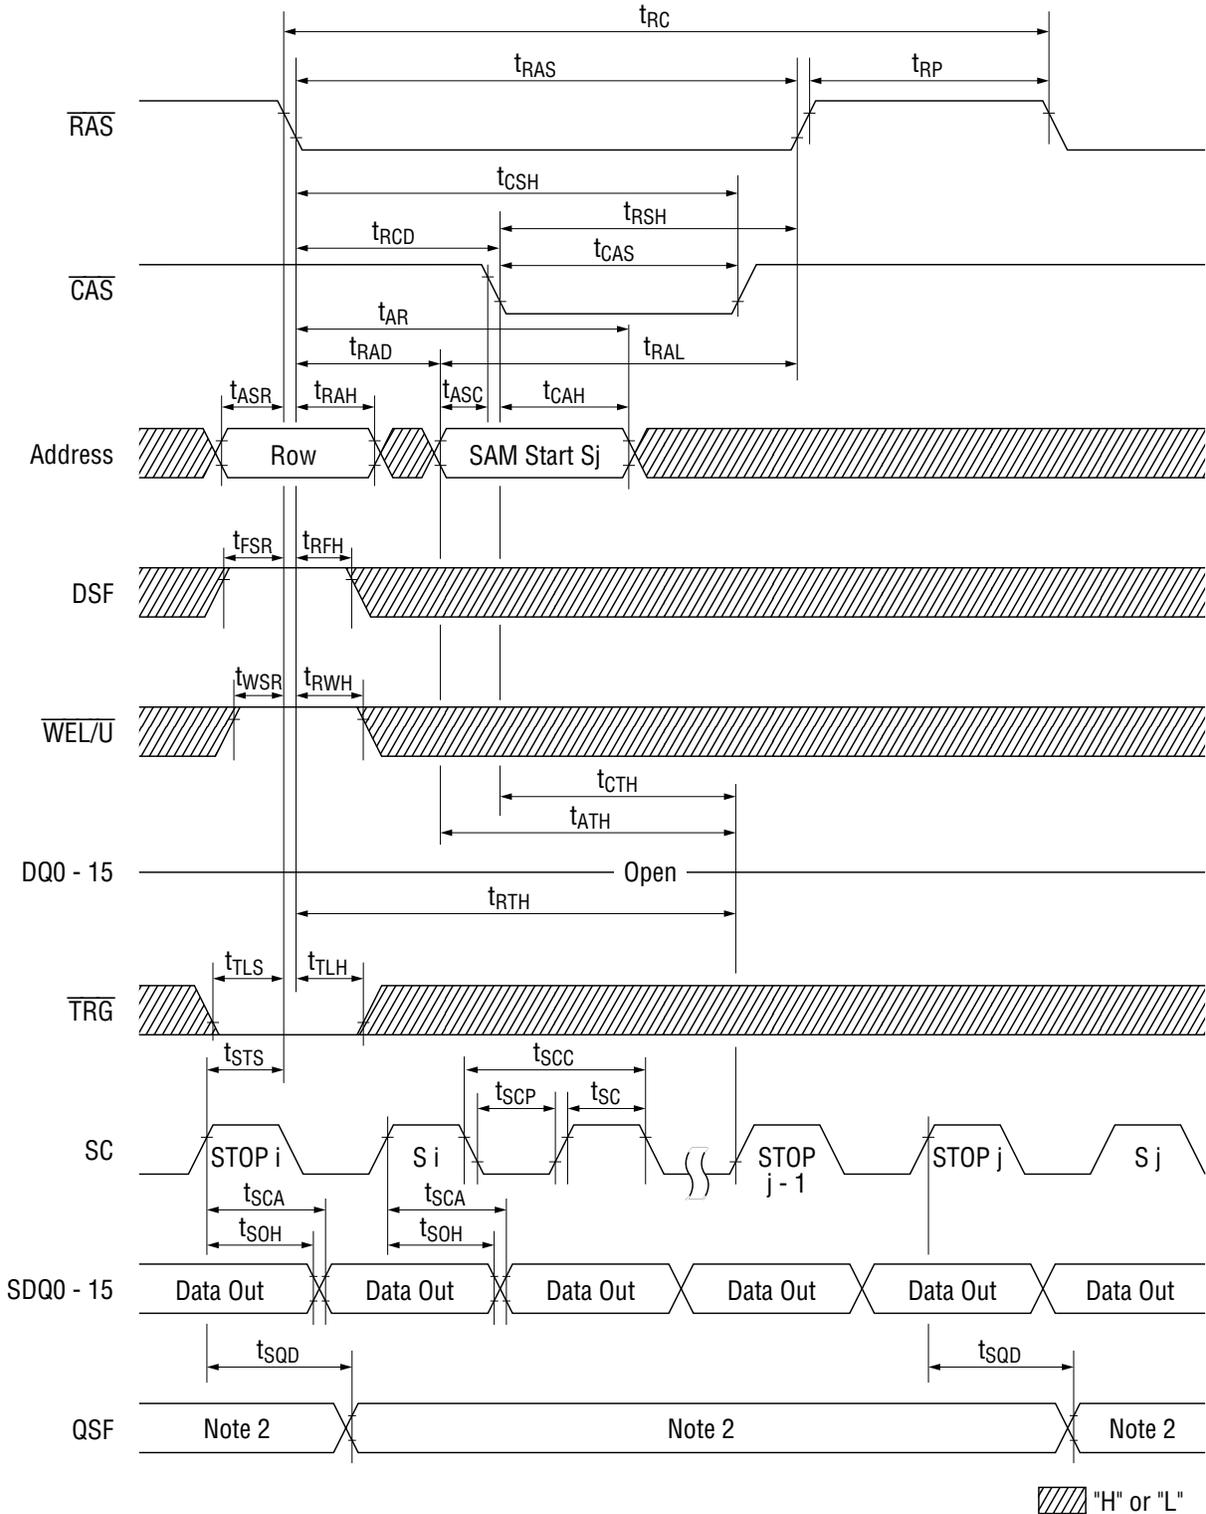 tRC
tRAS tRP
RAS
tCSH
tRSH
tRCD tCAS
CAS
tAR
tRAD tRAL
tASR tRAH tASC tCAH
Address Row SAM Start Sj
tFSR tRFH
DSF
tWSR tRWH
WEL/U
tCTH
tATH
DQ0 - 15 Open
tRTH
tTLS tTLH
TRG
tSTS tSCC
tSCP tSC
SC STOP i S i STOP j - 1 STOP j S j
tSCA tSCA
tSOH tSOH
SDQ0 - 15 Data Out Data Out Data Out Data Out Data Out Data Out
tSQD tSQD
QSF Note 2 Note 2 Note 2
"H" or "L"